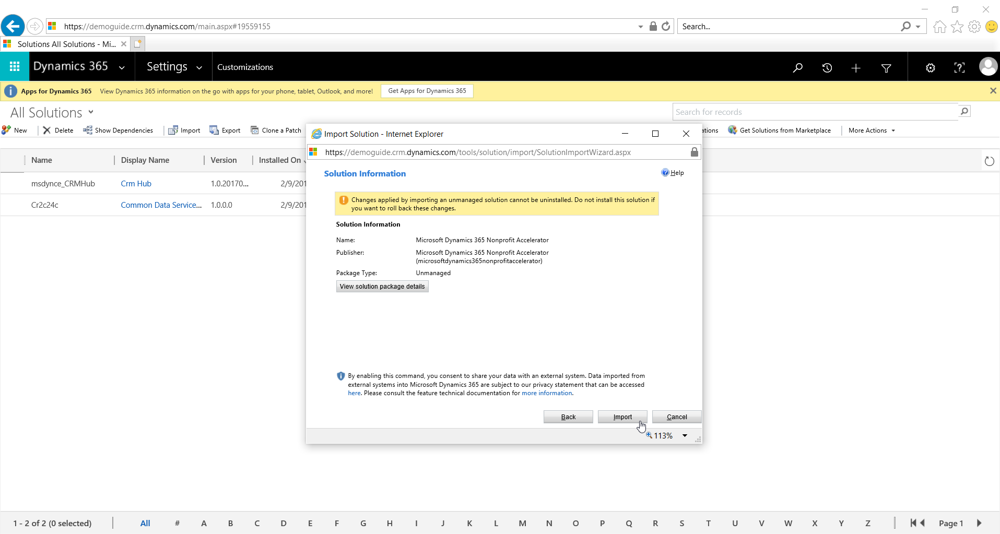 https://demoguide.crm.dynamics.com/main.aspx#19559155
Search...
Solutions All Solutions - Mi...
Dynamics 365
Settings
Customizations
Apps for Dynamics 365 View Dynamics 365 information on the go with apps for your phone, tablet, Outlook, and more! Get Apps for Dynamics 365
All Solutions
Search for records
New Delete Show Dependencies Import Export Clone a Patch Get Solutions from Marketplace More Actions
Name Display Name Version Installed On
msdynce_CRMHub Crm Hub 1.0.20170... 2/9/201
Cr2c24c Common Data Service... 1.0.0.0 2/9/201
Import Solution - Internet Explorer
https://demoguide.crm.dynamics.com/tools/solution/import/SolutionImportWizard.aspx
Solution Information
Help
Changes applied by importing an unmanaged solution cannot be uninstalled. Do not install this solution if
you want to roll back these changes.
Solution Information
Name: Microsoft Dynamics 365 Nonprofit Accelerator
Publisher: Microsoft Dynamics 365 Nonprofit Accelerator
(microsoftdynamics365nonprofitaccelerator)
Package Type: Unmanaged
View solution package details
By enabling this command, you consent to share your data with an external system. Data imported from
external systems into Microsoft Dynamics 365 are subject to our privacy statement that can be accessed
here. Please consult the feature technical documentation for more information.
Back Import Cancel
113%
1 - 2 of 2 (0 selected) All # A B C D E F G H I J K L M N O P Q R S T U V W X Y Z Page 1